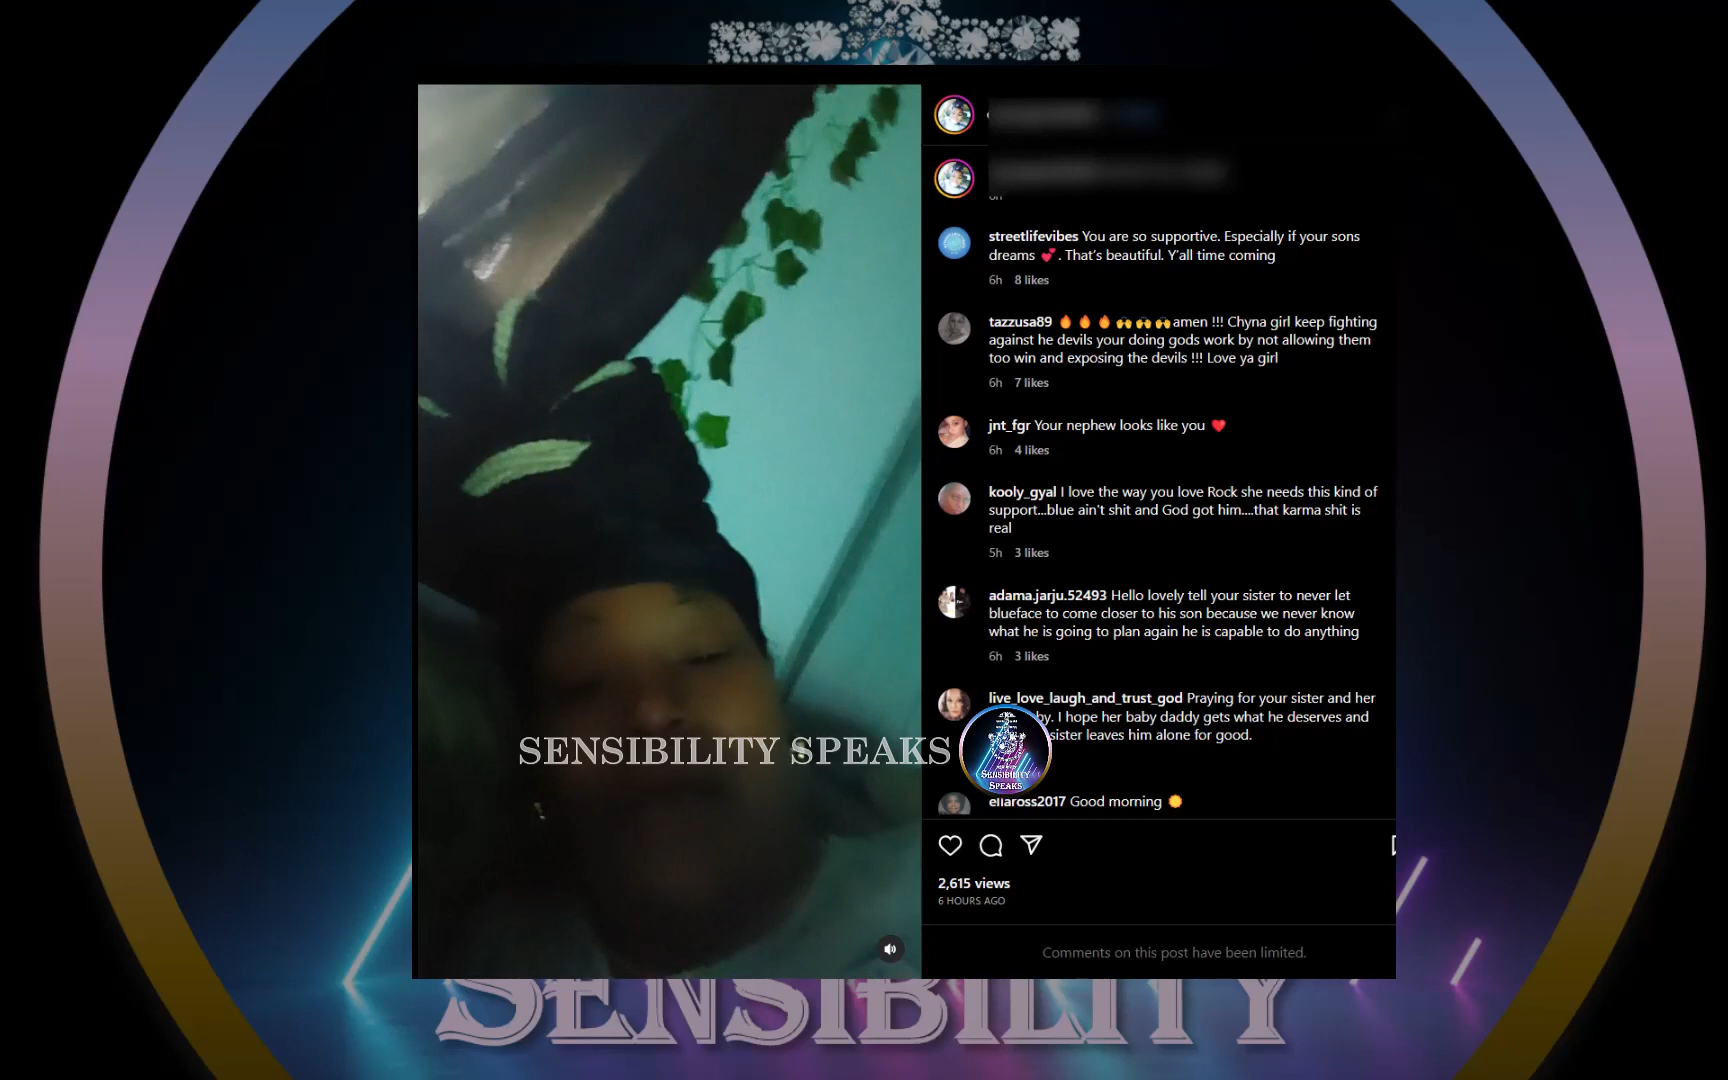 streetlifevibes You are so supportive. Especially if your sons
dreams 💕. That's beautiful. Y'all time coming
6h 8 likes
tazzusa89 🔥🔥🔥🙌🙌🙌amen !!! Chyna girl keep fighting
against he devils your doing gods work by not allowing them
too win and exposing the devils !!! Love ya girl
6h 7 likes
jnt_fgr Your nephew looks like you ❤️
6h 4 likes
kooly_gyal I love the way you love Rock she needs this kind of
support...blue ain't shit and God got him....that karma shit is
real
5h 3 likes
adama.jarju.52493 Hello lovely tell your sister to never let
blueface to come closer to his son because we never know
what he is going to plan again he is capable to do anything
6h 3 likes
live_love_laugh_and_trust_god Praying for your sister and her
by. I hope her baby daddy gets what he deserves and
sister leaves him alone for good.
SENSIBILITY SPEAKS
SENSIBILITY
SPEAKS
ellaross2017 Good morning ☀️
2,615 views
6 HOURS AGO
Comments on this post have been limited.
SENSIBILITY